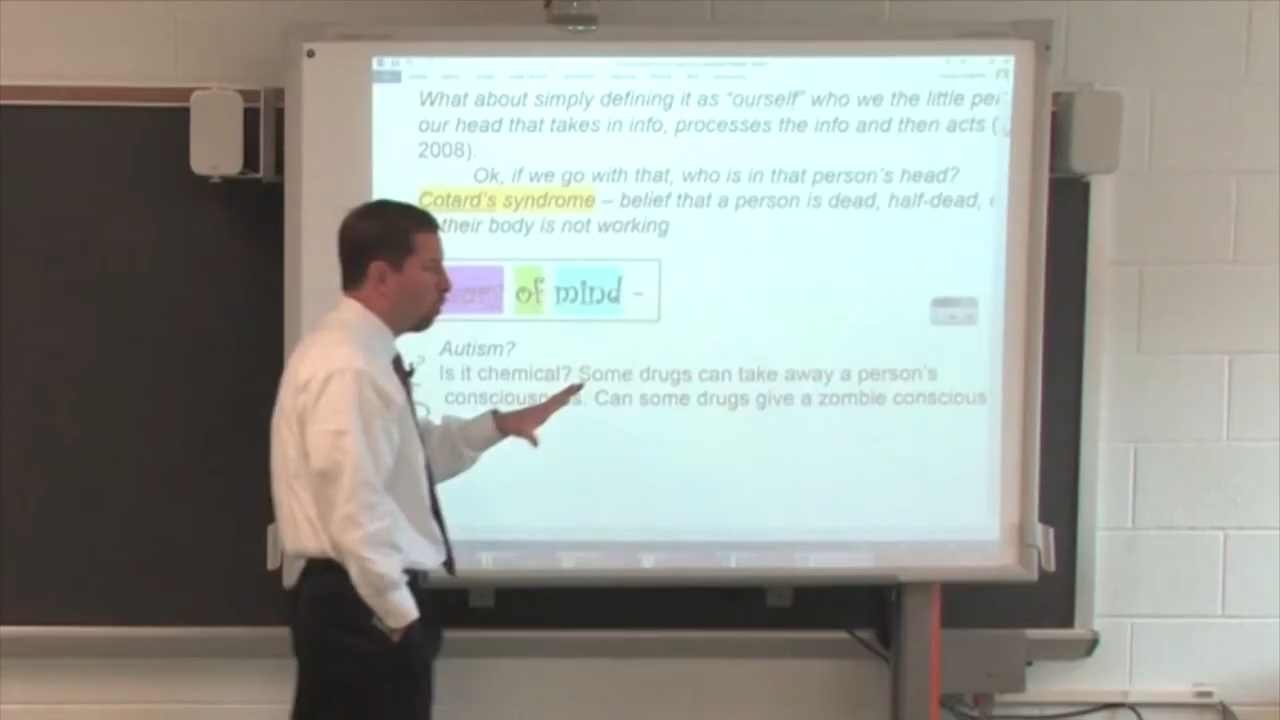 What about simply defining it as “ourself” who we the little
our head that takes in info, processes the info and then acts (
2008).
Ok, if we go with that, who is in that person's head?
Cotard's syndrome – belief that a person is dead, half-dead,
their body is not working
of mind -
Autism?
Is it chemical? Some drugs can take away a person's
Can some drugs give a zombie conscious